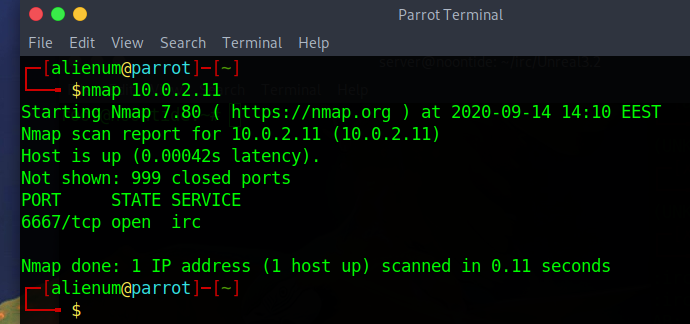 Parrot Terminal
File Edit View Search Terminal Help
┌─[alienum@parrot]─[~]
└──╼ $nmap 10.0.2.11
Starting Nmap 7.80 ( https://nmap.org ) at 2020-09-14 14:10 EEST
Nmap scan report for 10.0.2.11 (10.0.2.11)
Host is up (0.00042s latency).
Not shown: 999 closed ports
PORT     STATE SERVICE
6667/tcp open  irc
Nmap done: 1 IP address (1 host up) scanned in 0.11 seconds
┌─[alienum@parrot]─[~]
└──╼ $